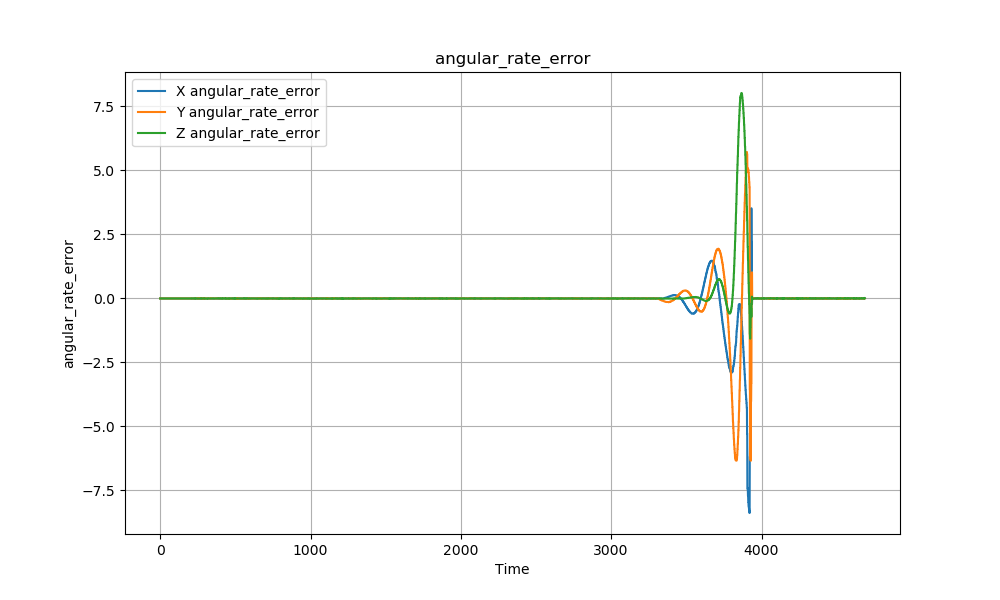 angular_rate_error
X angular_rate_error
Y angular_rate_error
Z angular_rate_error
7.5
5.0
2.5
0.0
−2.5
−5.0
−7.5
angular_rate_error
0 1000 2000 3000 4000
Time